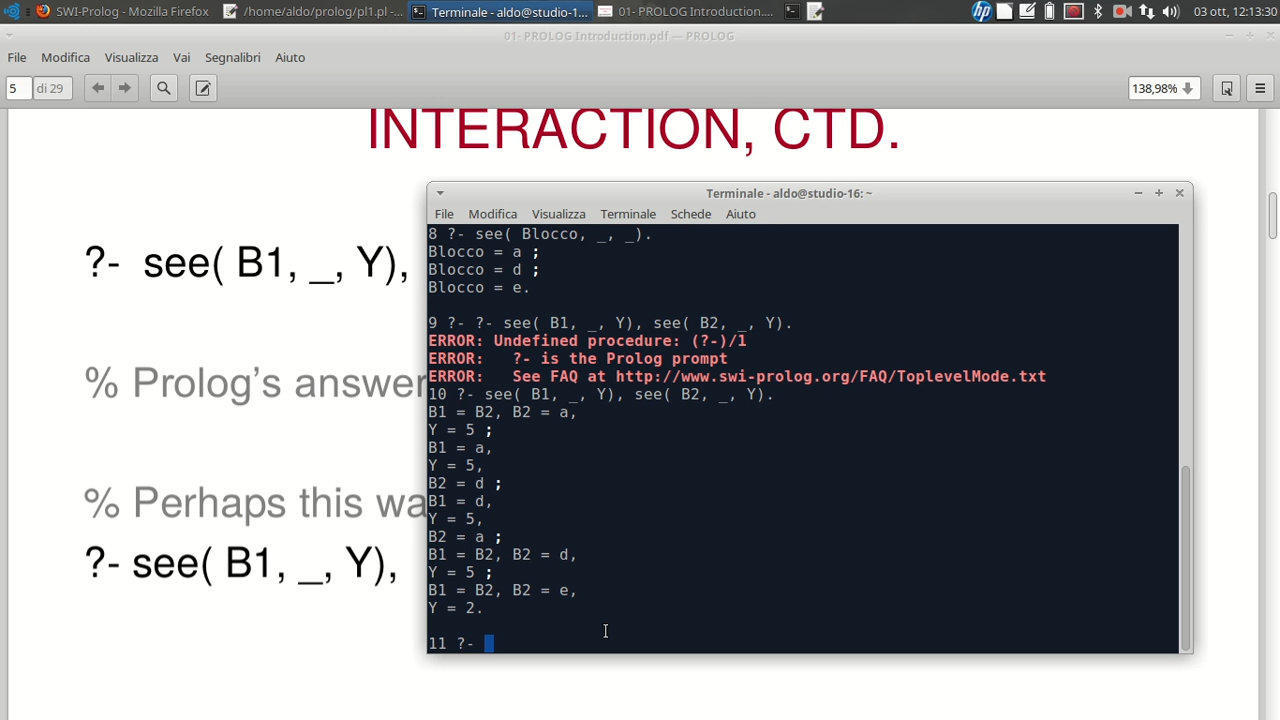 SWI-Prolog - Mozilla Firefox
/home/aldo/prolog/pl1.pl -...
Terminale - aldo@studio-1...
01- PROLOG Introduction....
03 ott, 12:13:30
01- PROLOG Introduction.pdf — PROLOG
File Modifica Visualizza Vai Segnalibri Aiuto
5 di 29 138,98%
INTERACTION, CTD.
?- see( B1, _, Y),
% Prolog’s answer
% Perhaps this wa
?- see( B1, _, Y),
Terminale - aldo@studio-16: ~
File Modifica Visualizza Terminale Schede Aiuto
8 ?- see( Blocco, _, _).
Blocco = a ;
Blocco = d ;
Blocco = e.
9 ?- ?- see( B1, _, Y), see( B2, _, Y).
ERROR: Undefined procedure: (?-)/1
ERROR:   ?- is the Prolog prompt
ERROR:   See FAQ at http://www.swi-prolog.org/FAQ/ToplevelMode.txt
10 ?- see( B1, _, Y), see( B2, _, Y).
B1 = B2, B2 = a,
Y = 5 ;
B1 = a,
Y = 5,
B2 = d ;
B1 = d,
Y = 5,
B2 = a ;
B1 = B2, B2 = d,
Y = 5 ;
B1 = B2, B2 = e,
Y = 2.
11 ?-